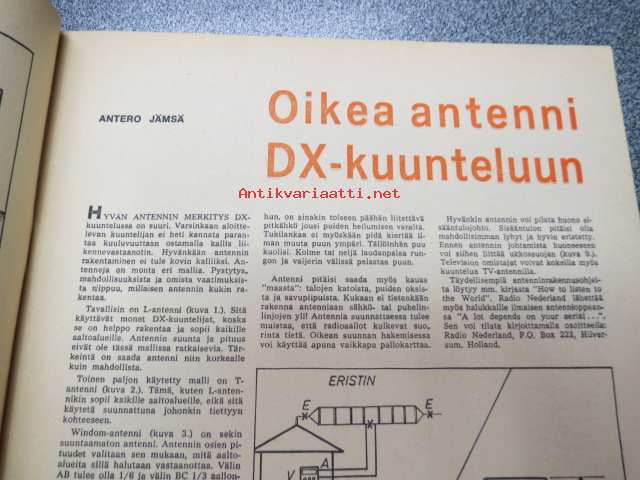 ANTERO JÄMSÄ
Oikea antenni
DX-kuunteluun
Antikvariaatti.net
HYVÄN ANTENNIN MERKITYS DX-
kuuntelussa on suuri. Varsinkaan aloitte-
levan kuuntelijan ei heti kannata paran-
taa kuuluvuuttaan ostamalla kallis lii-
kennevastaanotin. Hyvänkään antennin
rakentaminen ei tule kovin kalliiksi. An-
tenneja on monta eri mallia. Pystytys,
mahdollisuuksista ja omista vaatimuksis-
ta riippuu, millaisen antennin kukin ra-
kentaa.
Tavallisin on L-antenni (kuva 1.). Sitä
käyttävät monet DX-kuuntelijat, koska
se on helppo rakentaa ja sopii kaikille
aaltoalueille. Antennin suunta ja pituus
eivät ole tässä mallissa ratkaisevia. Tär-
keintä on saada antenni niin korkealle
kuin mahdollista.
Toinen paljon käytetty malli on T-
antenni (kuva 2.). Tämä, kuten L-anten-
nikin sopii kaikille aaltoalueille, eikä sitä
käytetä suunnattuna johonkin tiettyyn
kohteeseen.
Windom-antenni (kuva 3.) on sekin
suuntaamaton antenni. Antennin osien pi-
tuudet valitaan sen mukaan, mitä aalto-
alueita sillä halutaan vastaanottaa. Välin
AB tulee olla 1/6 ja välin BC 1/3 aallon-
hun, on ainakin toiseen päähän liitettävä
pitkähkö jousi puiden heilumisen varalta.
Tukilankaa ei myöskään pidä kiertää il-
man muuta puun ympäri. Tällöinhän puu
kuolisi. Kolme tai neljä laudanpalaa run-
gon ja vaijerin välissä pelastaa puun.
Antenni pitäisi saada myös kauas
"maasta": talojen katoista, puiden oksis-
ta ja savupiipuista. Kukaan ei tietenkään
rakenna antenniaan sähkö- tai puhelin-
linjojen yli! Antennia suunnattaessa tulee
muistaa, että radioaallot kulkevat suo-
rinta tietä. Oikean suunnan hakemisessa
voi käyttää apuna vaikkapa pallokarttaa.
Hyvänkin antennin voi pilata huono si-
sääntulojohto. Sisääntulon pitäisi olla
mahdollisimman lyhyt ja hyvin eristetty.
Ennen antennin johtamista huoneeseen
voi siihen liittää ukkossuojan (kuva 9.).
Television omistajat voivat kokeilla myös
kuuntelua TV-antennilla.
Täydellisempiä antenninrakennusohjei-
ta löytyy mm. kirjasta "How to listen to
the World". Radio Nederland lähettää
myös halukkaille ilmaisen antennioppaan-
sa "A lot depends on your aerial...".
Sen voi tilata kirjoittamalla osoitteella:
Radio Nederland, P.O. Box 222, Hilver-
sum, Holland,
ERISTIN
E
E
A
V